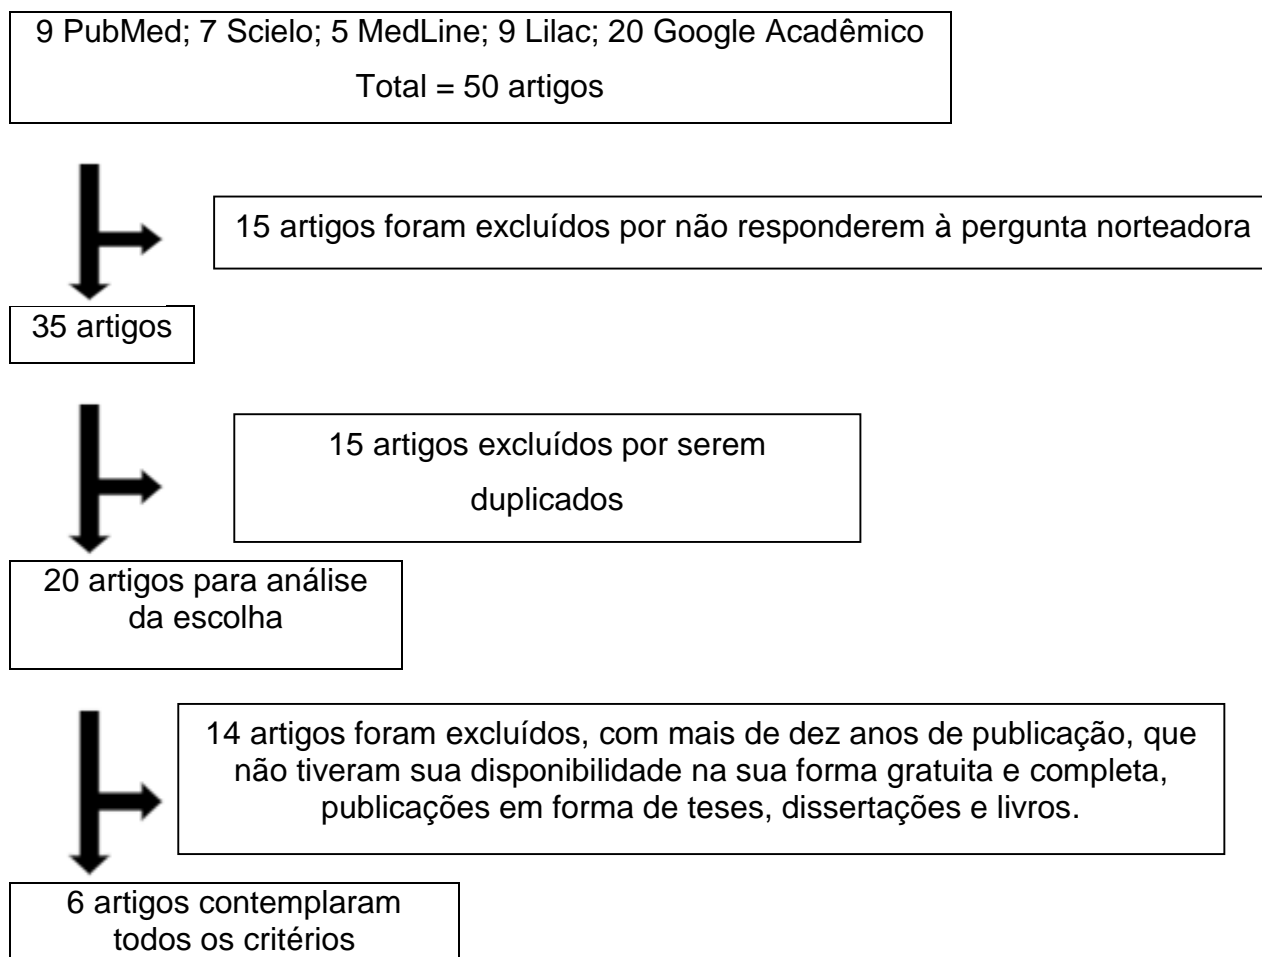 9 PubMed; 7 Scielo; 5 MedLine; 9 Lilac; 20 Google Acadêmico
Total = 50 artigos
15 artigos foram excluídos por não responderem à pergunta norteadora
35 artigos
15 artigos excluídos por serem
duplicados
20 artigos para análise
da escolha
14 artigos foram excluídos, com mais de dez anos de publicação, que
não tiveram sua disponibilidade na sua forma gratuita e completa,
publicações em forma de teses, dissertações e livros.
6 artigos contemplaram
todos os critérios